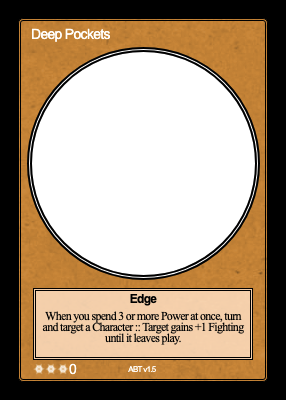 Deep Pockets
Edge
When you spend 3 or more Power at once, turn
and target a Character :: Target gains +1 Fighting
until it leaves play.
0
ABT v1.5